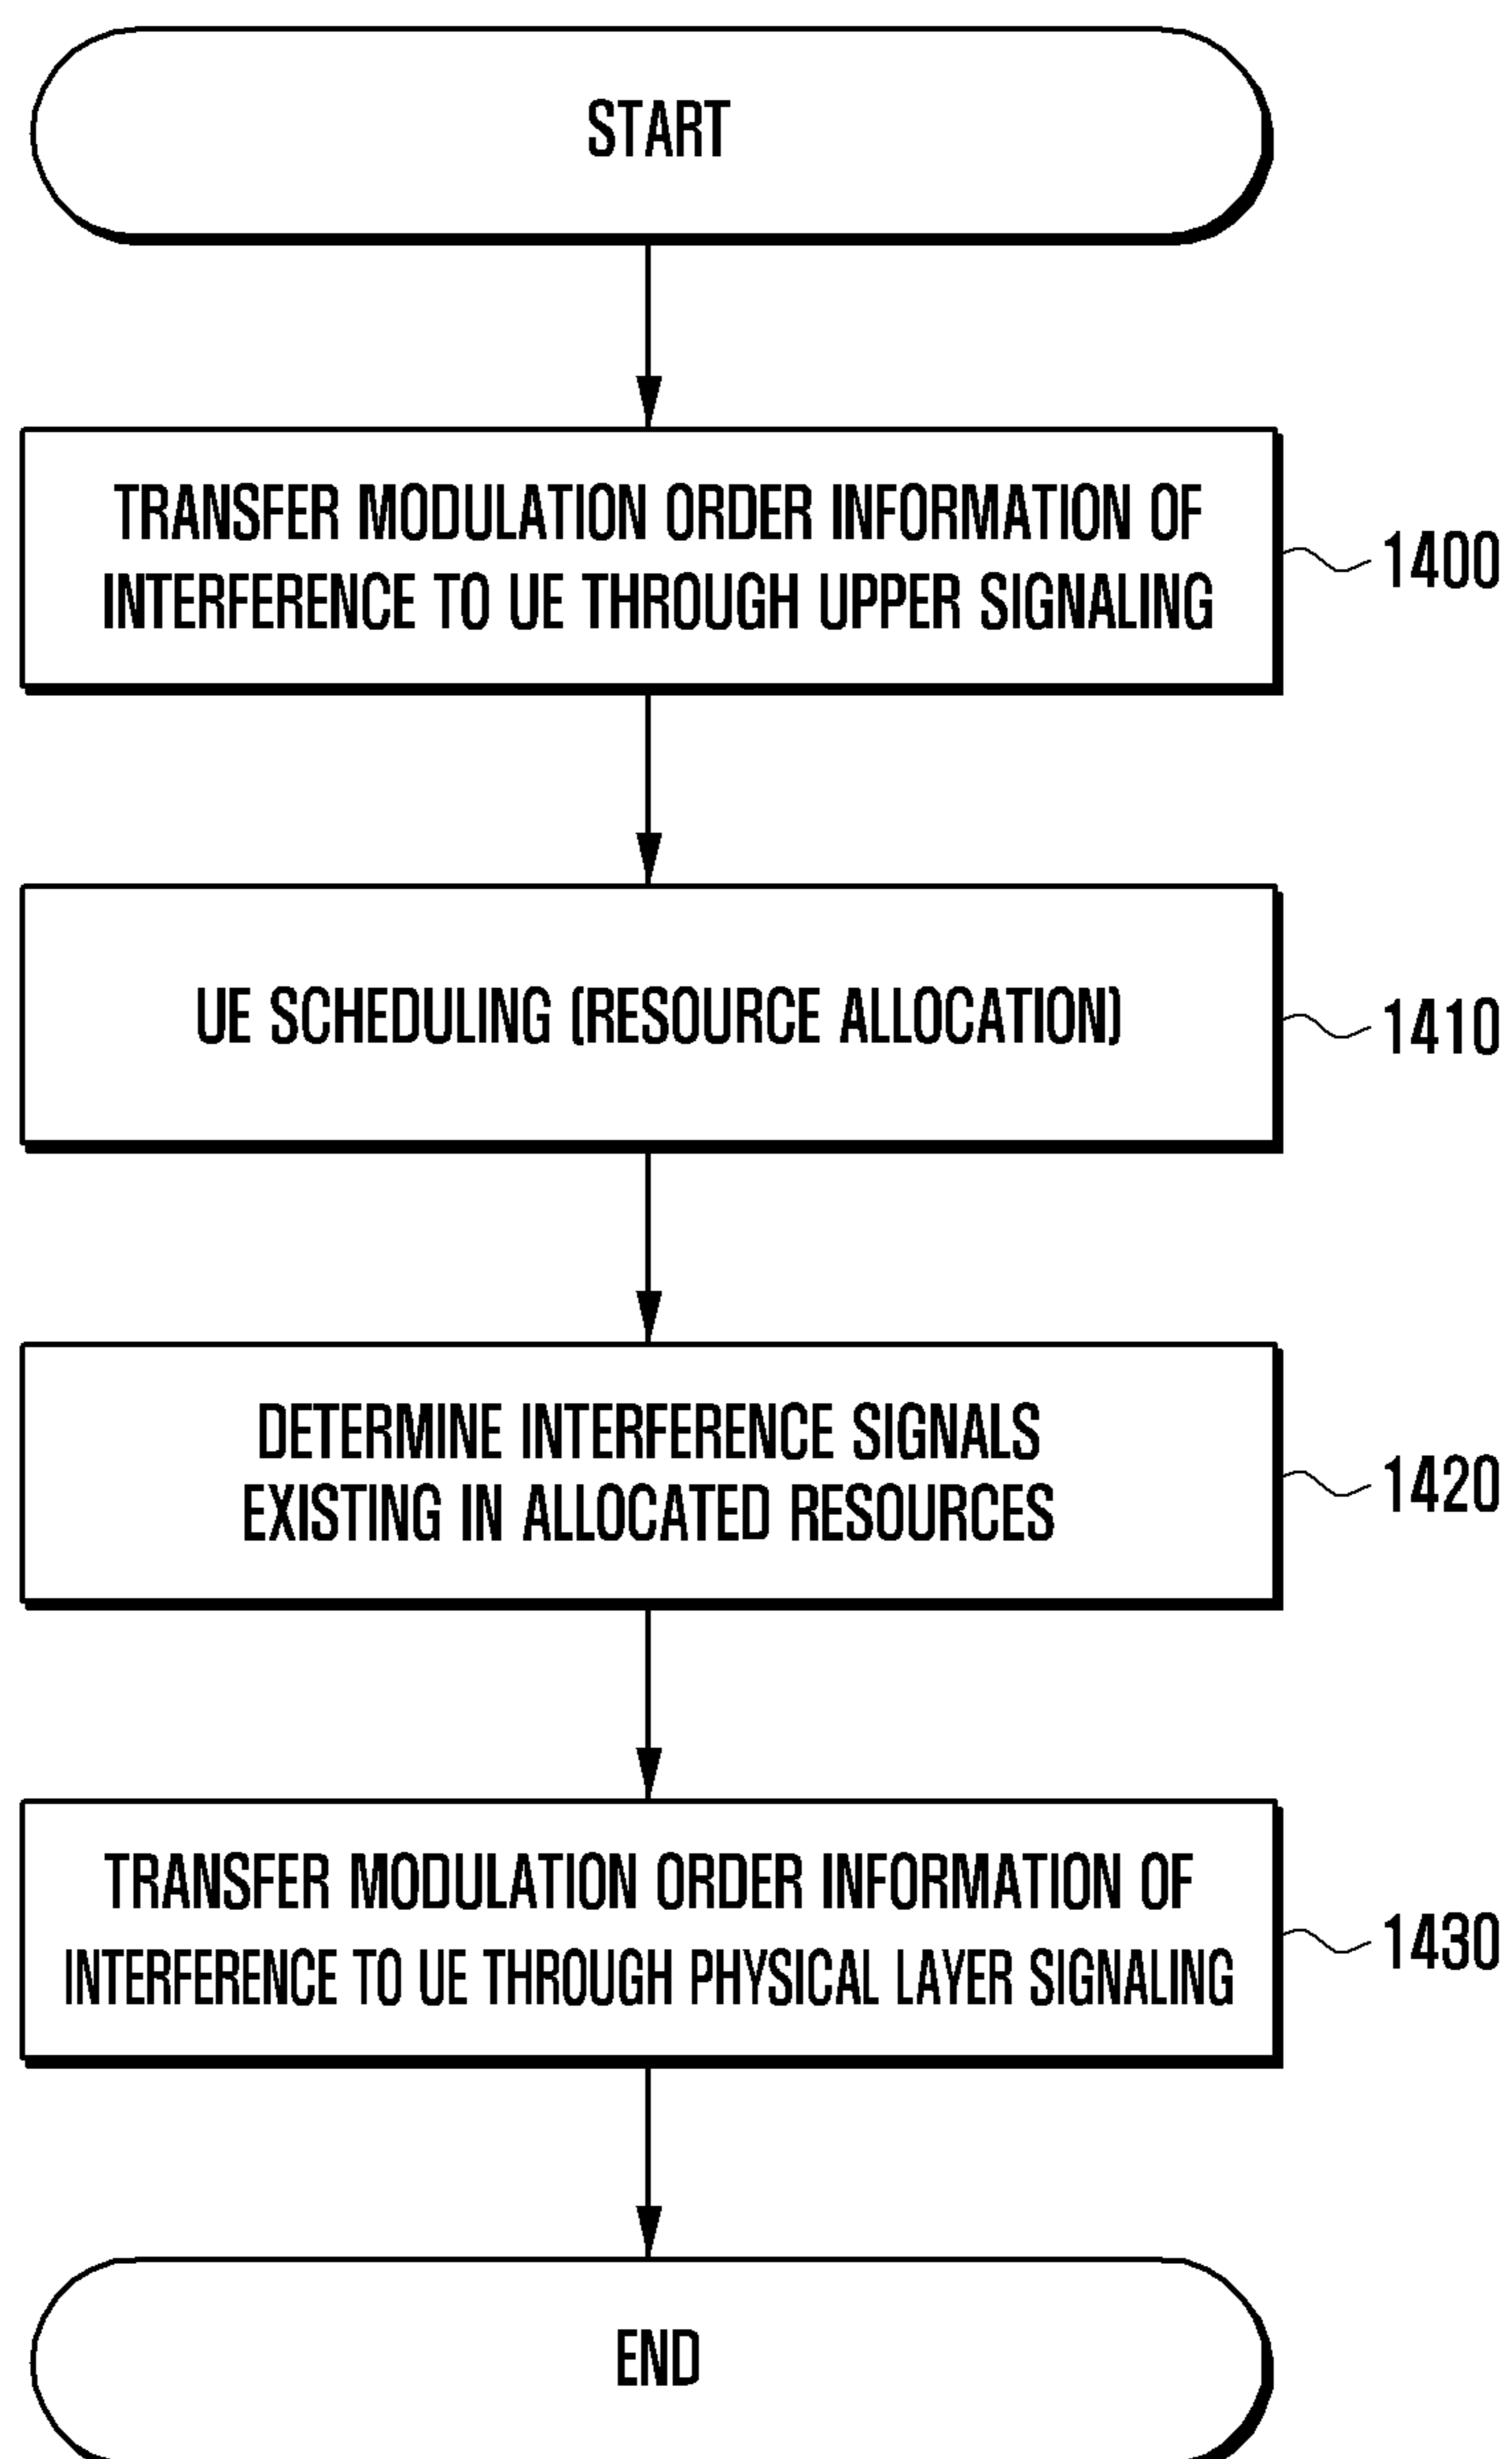 START
TRANSFER MODULATION ORDER INFORMATION OF
INTERFERENCE TO UE THROUGH UPPER SIGNALING
1400
UE SCHEDULING (RESOURCE ALLOCATION)
1410
DETERMINE INTERFERENCE SIGNALS
EXISTING IN ALLOCATED RESOURCES
1420
TRANSFER MODULATION ORDER INFORMATION OF
INTERFERENCE TO UE THROUGH PHYSICAL LAYER SIGNALING
1430
END